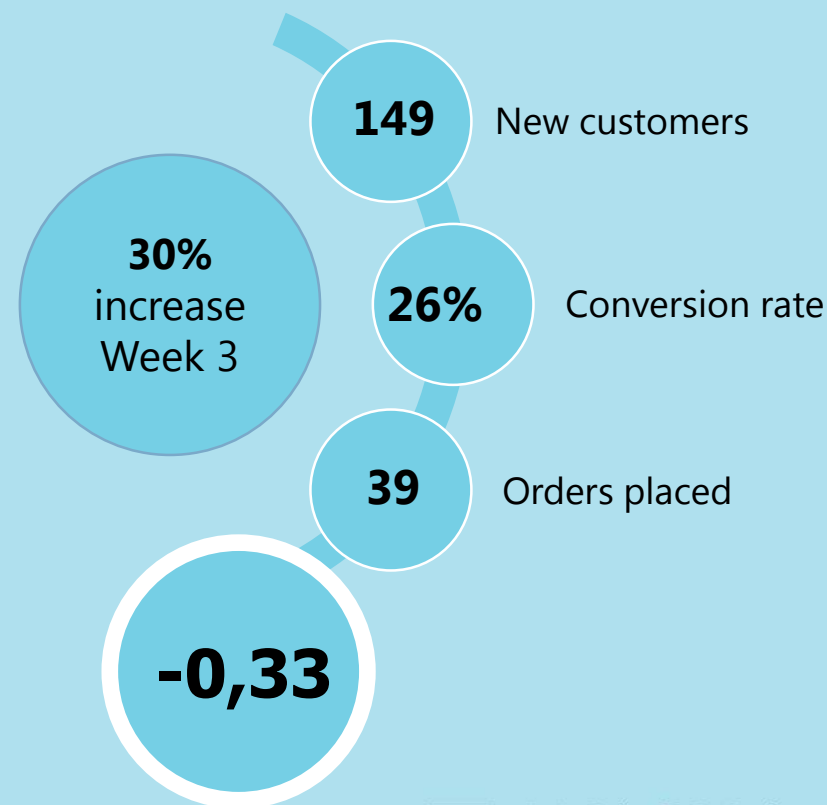 149
New customers
30%
increase
Week 3
26%
Conversion rate
39
Orders placed
-0,33